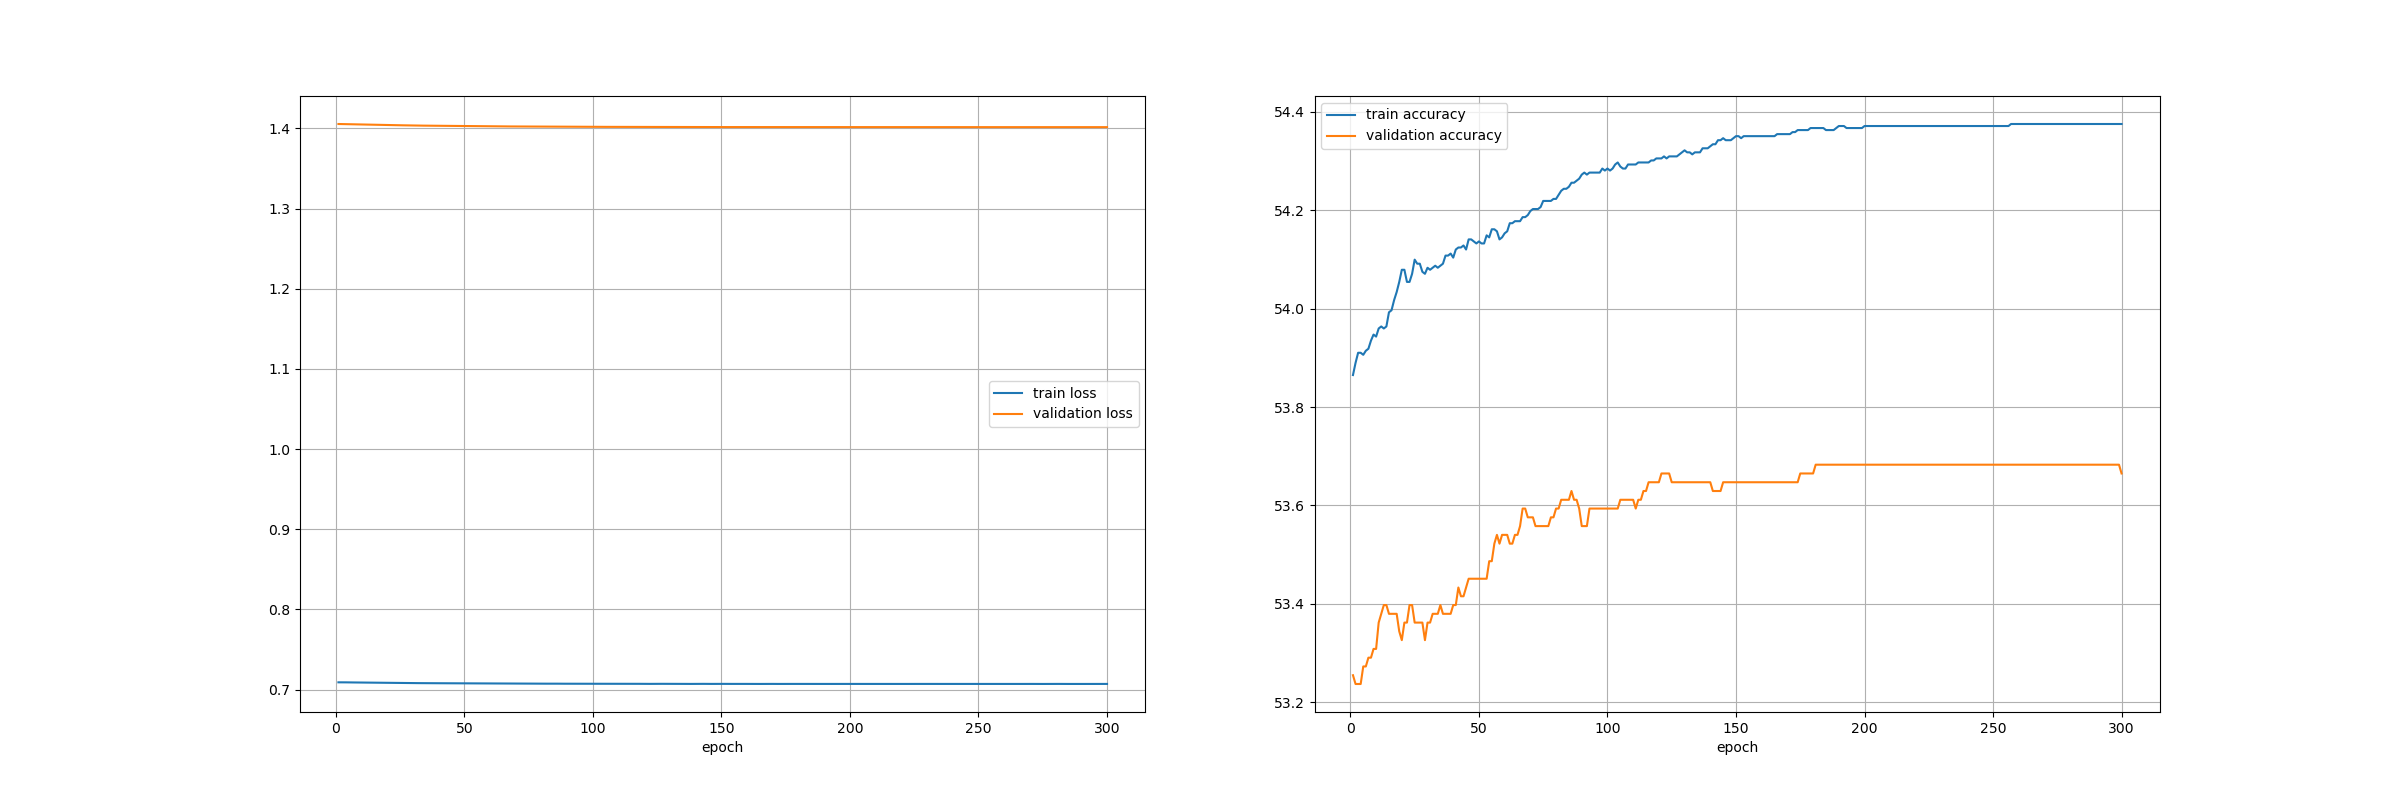 1.4
1.3
1.2
1.1
1.0
0.9
0.8
0.7
0 50 100 150 200 250 300
epoch
train loss
validation loss
54.4
54.2
54.0
53.8
53.6
53.4
53.2
0 50 100 150 200 250 300
epoch
train accuracy
validation accuracy